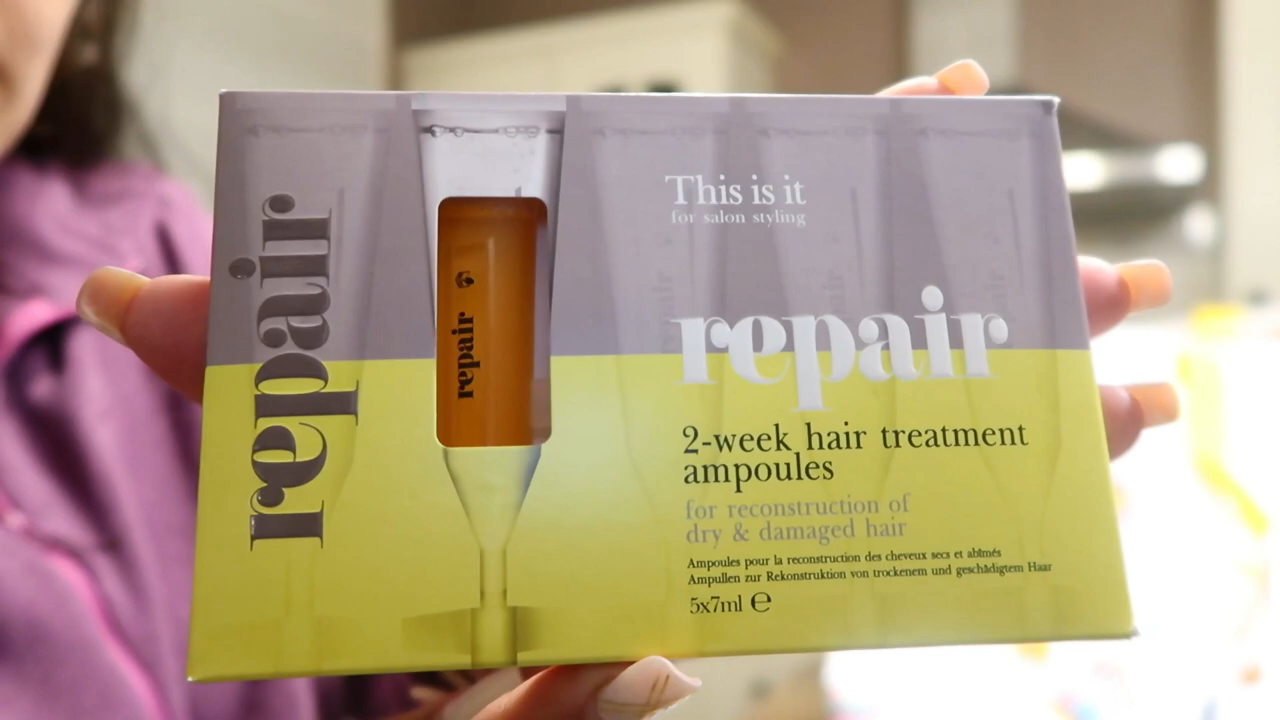 repair
repair
This is it
for salon styling
repair
2-week hair treatment
ampoules
for reconstruction of
dry & damaged hair
Ampoules pour la reconstruction des cheveux secs et abîmés
Ampullen zur Rekonstruktion von trockenem und geschädigtem Haar
5x7ml ℮